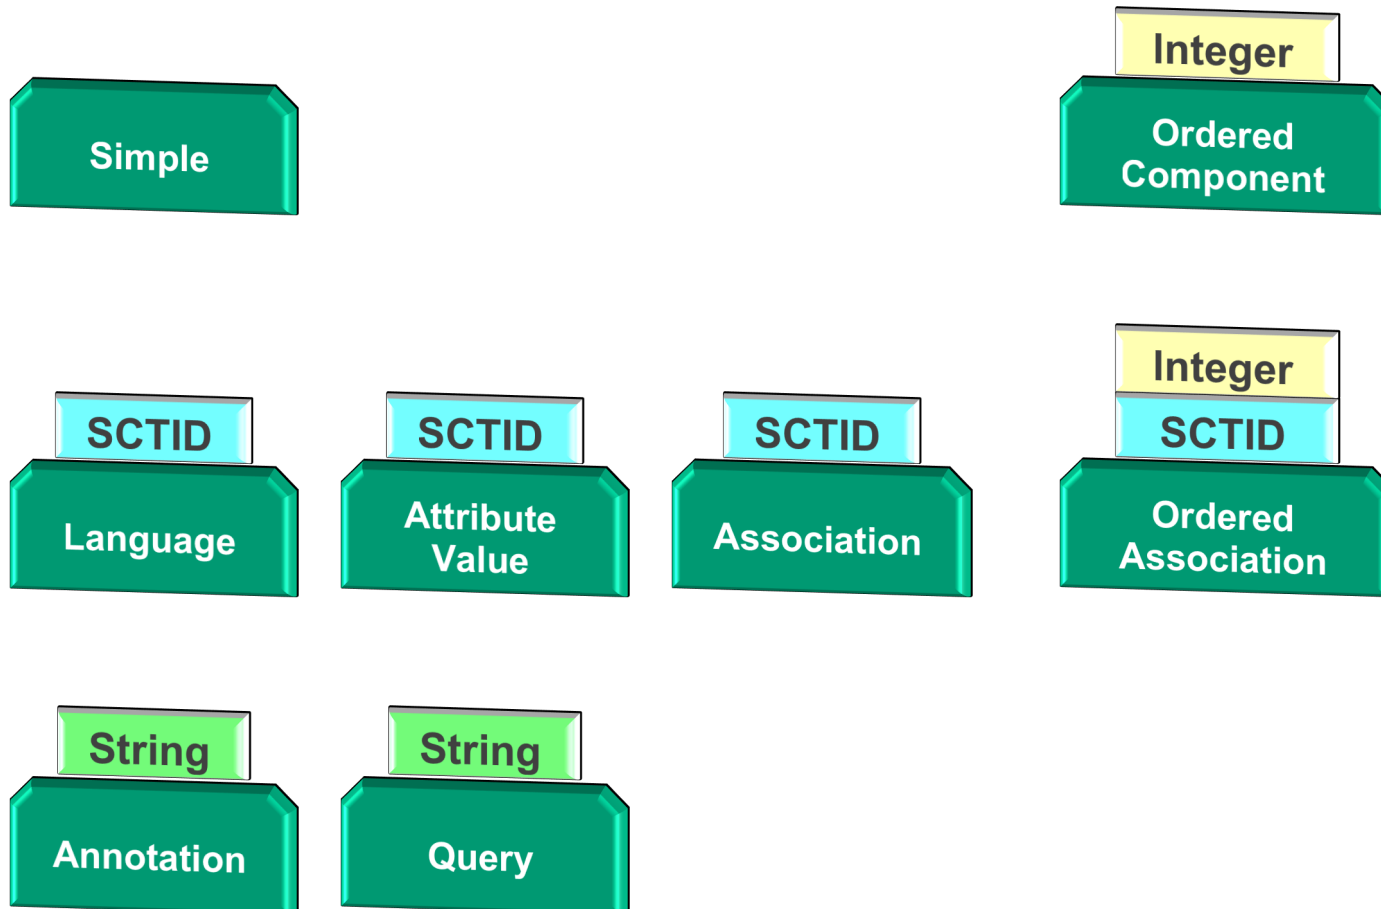 Simple
Integer
Ordered
Component
SCTID
Language
SCTID
Attribute
Value
SCTID
Association
Integer
SCTID
Ordered
Association
String
Annotation
String
Query